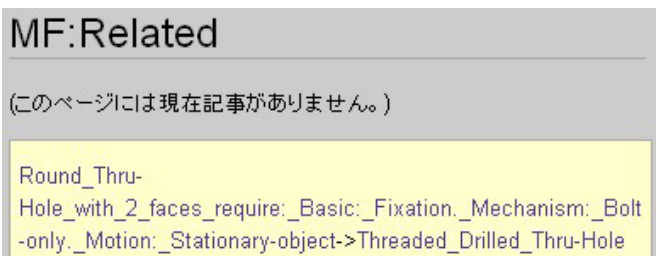 MF:Related
(このページには現在記事がありません。)
Round_Thru-
Hole_with_2_faces_require:_Basic:_Fixation._Mechanism:_Bolt
-only._Motion:_Stationary-object->Threaded_Drilled_Thru-Hole